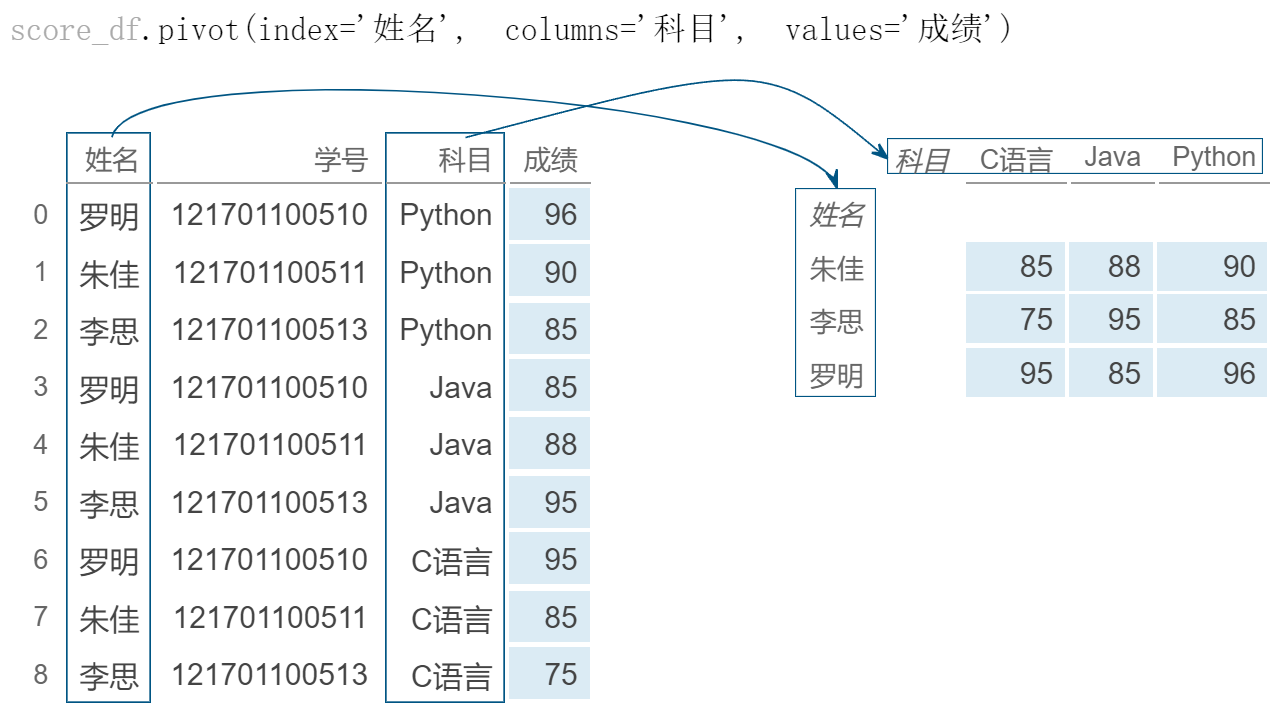 score_df.pivot(index='姓名', columns='科目', values='成绩')
姓名 学号 科目 成绩
0 罗明 121701100510 Python 96
1 朱佳 121701100511 Python 90
2 李思 121701100513 Python 85
3 罗明 121701100510 Java 85
4 朱佳 121701100511 Java 88
5 李思 121701100513 Java 95
6 罗明 121701100510 C语言 95
7 朱佳 121701100511 C语言 85
8 李思 121701100513 C语言 75
科目 C语言 Java Python
姓名
朱佳 85 88 90
李思 75 95 85
罗明 95 85 96